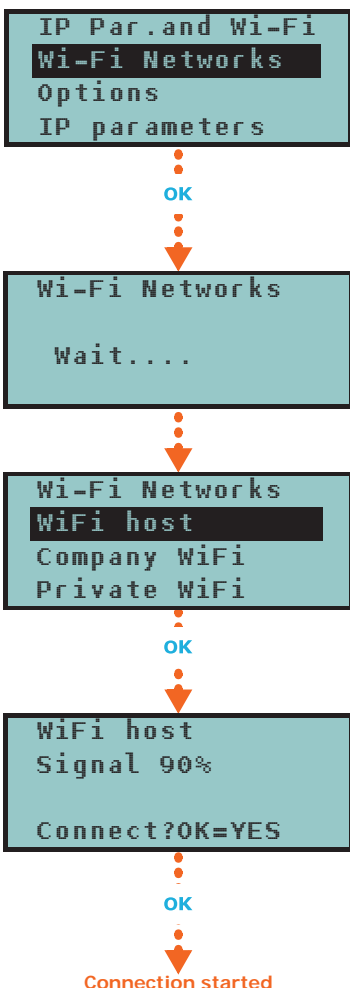 IP Par.and Wi-Fi
Wi-Fi Networks
Options
IP parameters
OK
Wi-Fi Networks
Wait....
Wi-Fi Networks
WiFi host
Company WiFi
Private WiFi
OK
WiFi host
Signal 90%
Connect?OK=YES
OK
Connection started